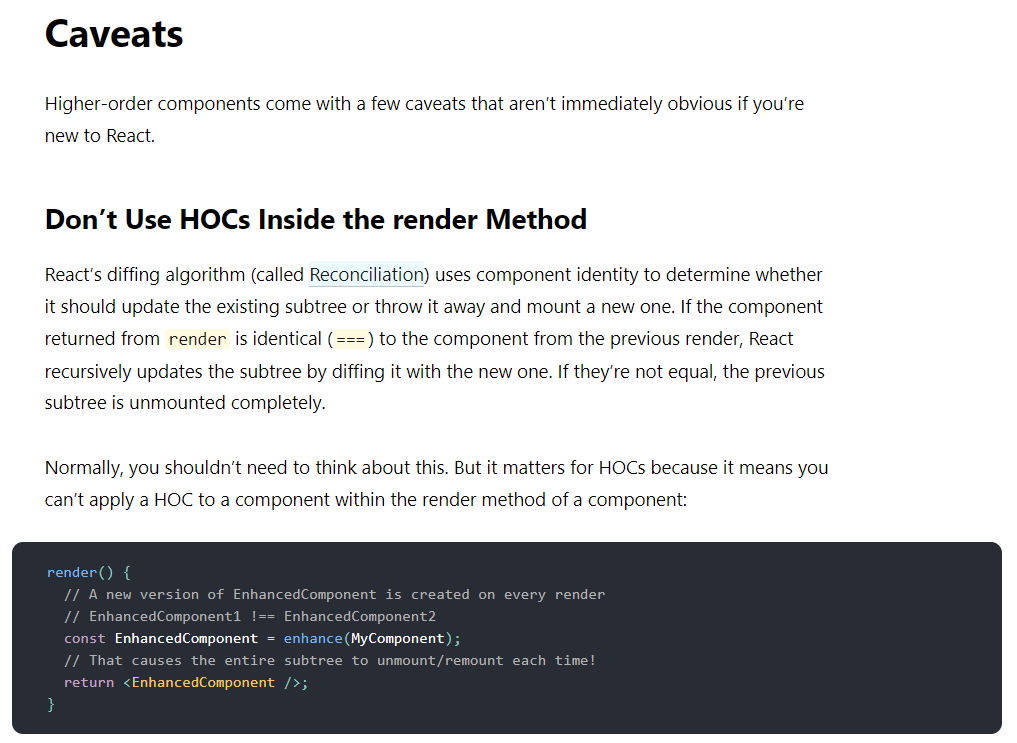 Caveats
Higher-order components come with a few caveats that aren’t immediately obvious if you’re
new to React.
Don’t Use HOCs Inside the render Method
React’s diffing algorithm (called Reconciliation) uses component identity to determine whether
it should update the existing subtree or throw it away and mount a new one. If the component
returned from render is identical (===) to the component from the previous render, React
recursively updates the subtree by diffing it with the new one. If they’re not equal, the previous
subtree is unmounted completely.
Normally, you shouldn’t need to think about this. But it matters for HOCs because it means you
can’t apply a HOC to a component within the render method of a component:
render() {
  // A new version of EnhancedComponent is created on every render
  // EnhancedComponent1 !== EnhancedComponent2
  const EnhancedComponent = enhance(MyComponent);
  // That causes the entire subtree to unmount/remount each time!
  return <EnhancedComponent />;
}